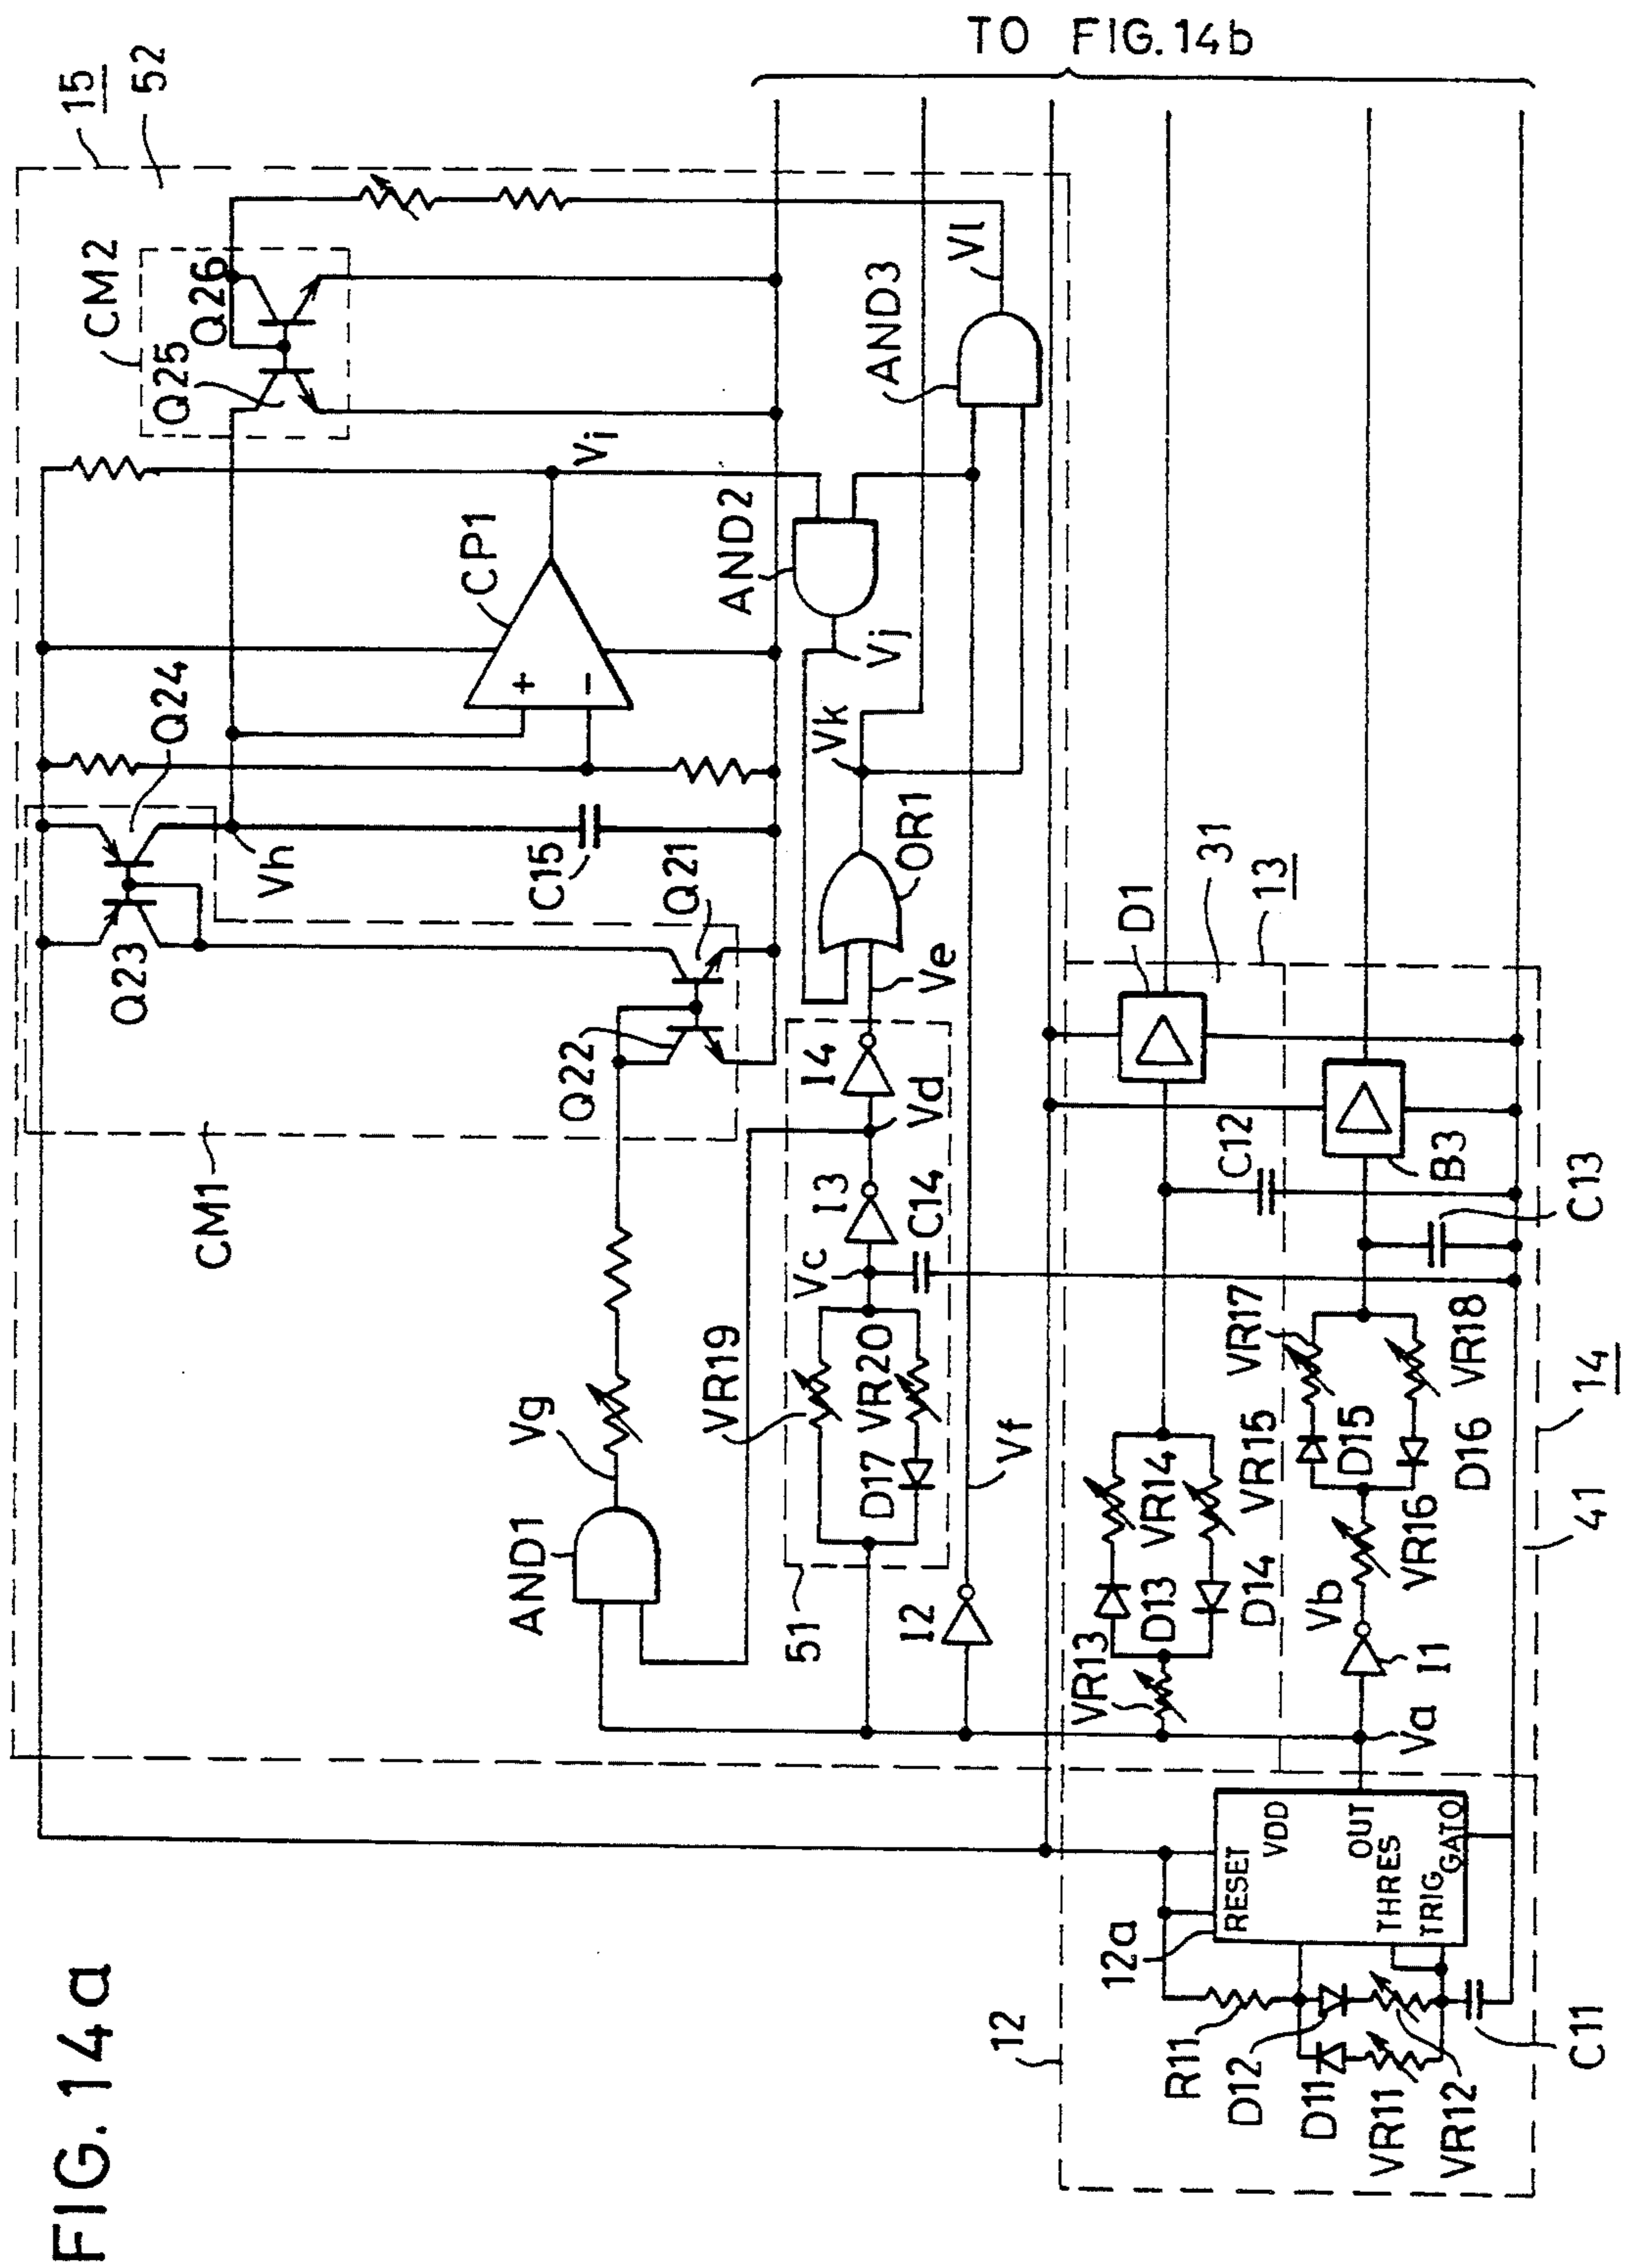 FIG. 14a
TO FIG. 14b
15
52
CM2
Q26
Q25
Q24
Q23
Vh
C15
Q21
Q22
CM1
CP1
+
-
Vi
AND2
Vj
AND3
Vl
Vk
OR1
Ve
I4
Vd
I3
C14
Vc
VR19
VR20
D17
51
Vg
AND1
I2
Vf
D1
31
13
C12
B3
C13
VR17
VR18
D15
D16
VR16
VR15
VR14
D13
D14
VR13
Vb
I1
Va
14
41
12
12a
RESET
VDD
OUT
THRES
TRIG
GATO
R11
D12
D11
VR11
VR12
C11